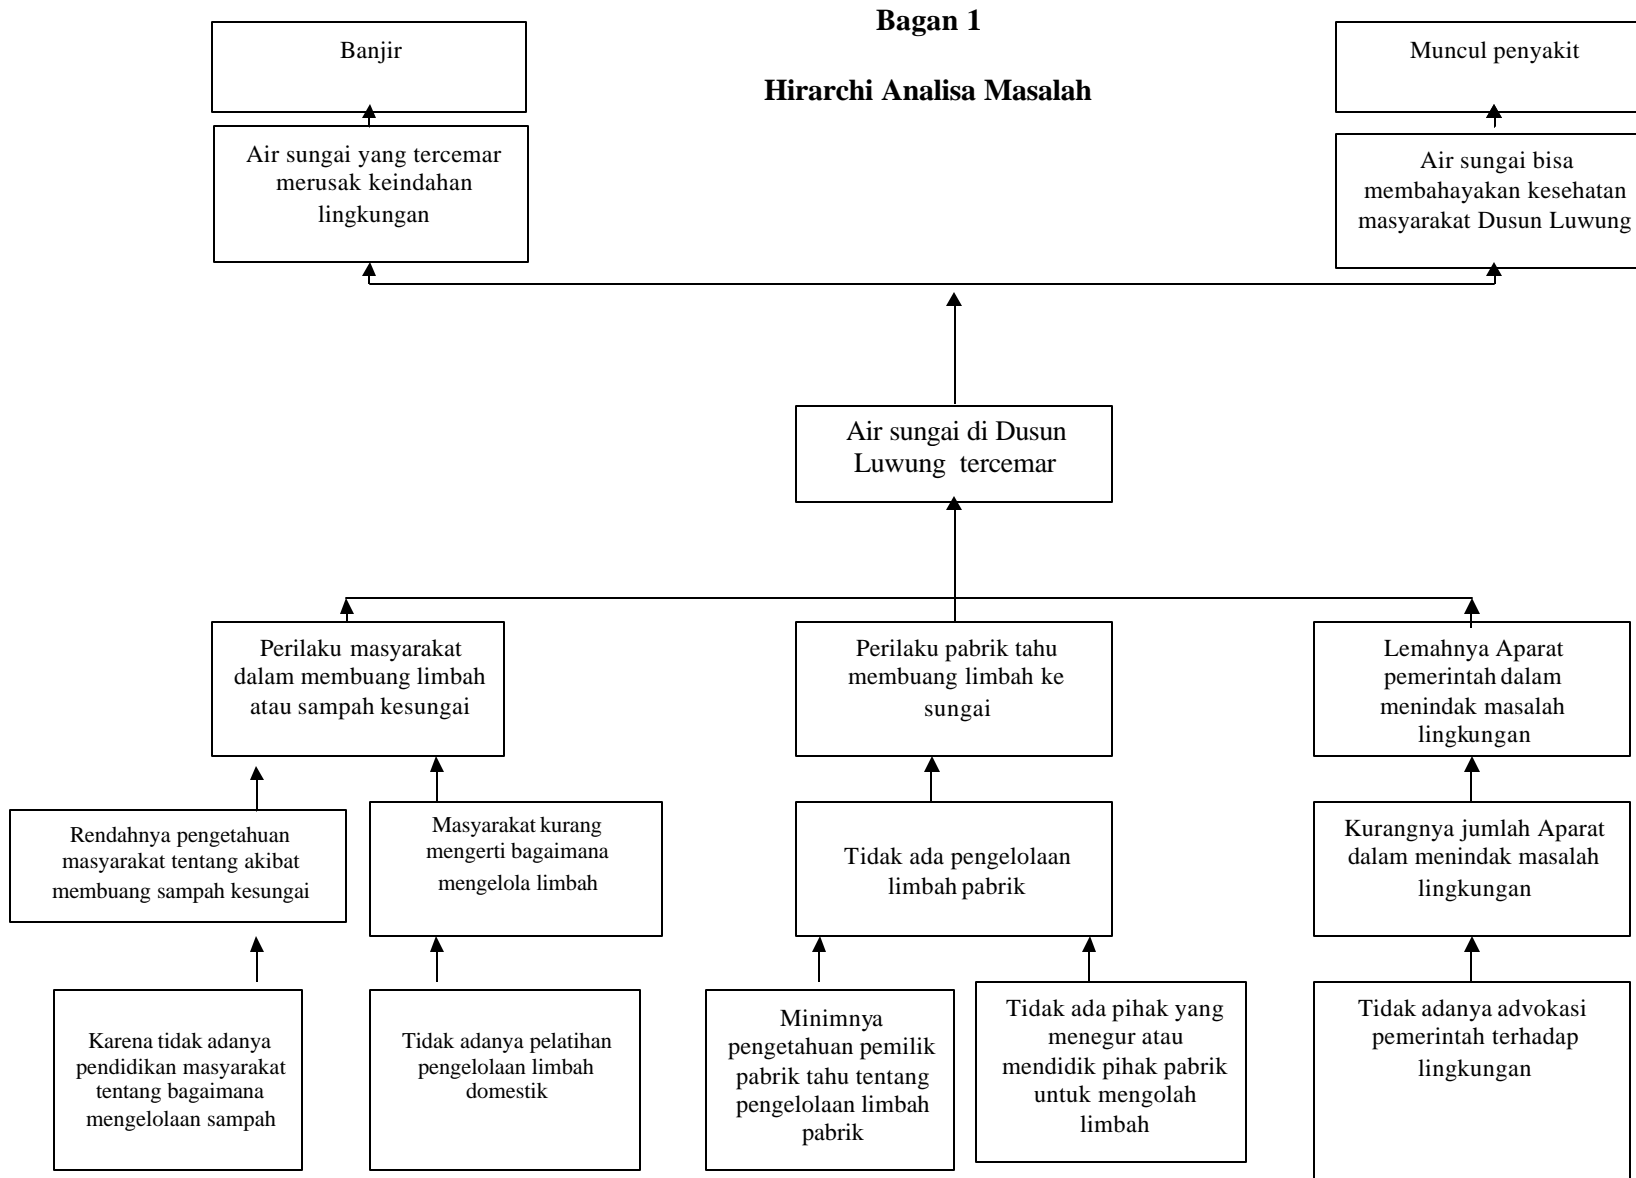 Bagan 1
Hirarchi Analisa Masalah
Banjir
Muncul penyakit
Air sungai yang tercemar
merusak keindahan
lingkungan
Air sungai bisa
membahayakan kesehatan
masyarakat Dusun Luwung
Air sungai di Dusun
Luwung tercemar
Perilaku masyarakat
dalam membuang limbah
atau sampah kesungai
Perilaku pabrik tahu
membuang limbah ke
sungai
Lemahnya Aparat
pemerintah dalam
menindak masalah
lingkungan
Rendahnya pengetahuan
masyarakat tentang akibat
membuang sampah kesungai
Masyarakat kurang
mengerti bagaimana
mengelola limbah
Tidak ada pengelolaan
limbah pabrik
Kurangnya jumlah Aparat
dalam menindak masalah
lingkungan
Karena tidak adanya
pendidikan masyarakat
tentang bagaimana
mengelolaan sampah
Tidak adanya pelatihan
pengelolaan limbah
domestik
Minimnya
pengetahuan pemilik
pabrik tahu tentang
pengelolaan limbah
pabrik
Tidak ada pihak yang
menegur atau
mendidik pihak pabrik
untuk mengolah
limbah
Tidak adanya advokasi
pemerintah terhadap
lingkungan